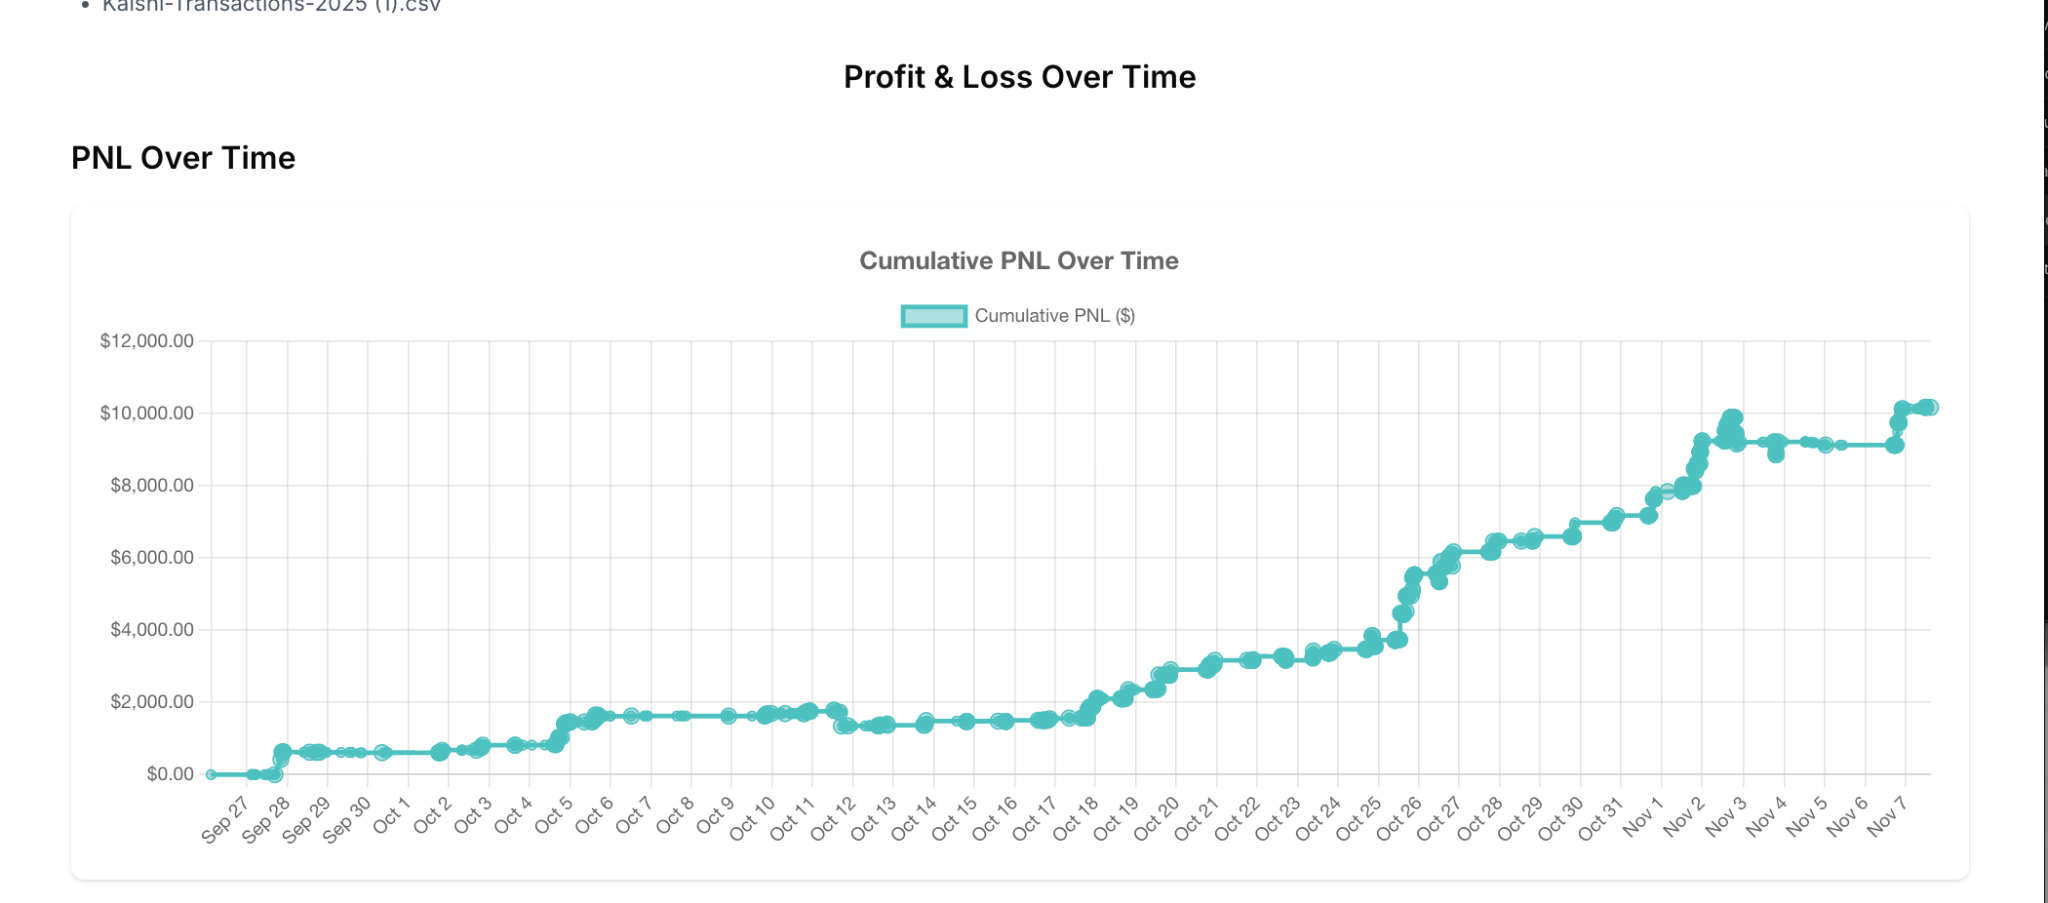 Kalshi-Transactions-2025 (1).csv
Profit & Loss Over Time
PNL Over Time
Cumulative PNL Over Time
Cumulative PNL ($)
$12,000.00
$10,000.00
$8,000.00
$6,000.00
$4,000.00
$2,000.00
$0.00
Sep 27
Sep 28
Sep 29
Sep 30
Oct 1
Oct 2
Oct 3
Oct 4
Oct 5
Oct 6
Oct 7
Oct 8
Oct 9
Oct 10
Oct 11
Oct 12
Oct 13
Oct 14
Oct 15
Oct 16
Oct 17
Oct 18
Oct 19
Oct 20
Oct 21
Oct 22
Oct 23
Oct 24
Oct 25
Oct 26
Oct 27
Oct 28
Oct 29
Oct 30
Oct 31
Nov 1
Nov 2
Nov 3
Nov 4
Nov 5
Nov 6
Nov 7